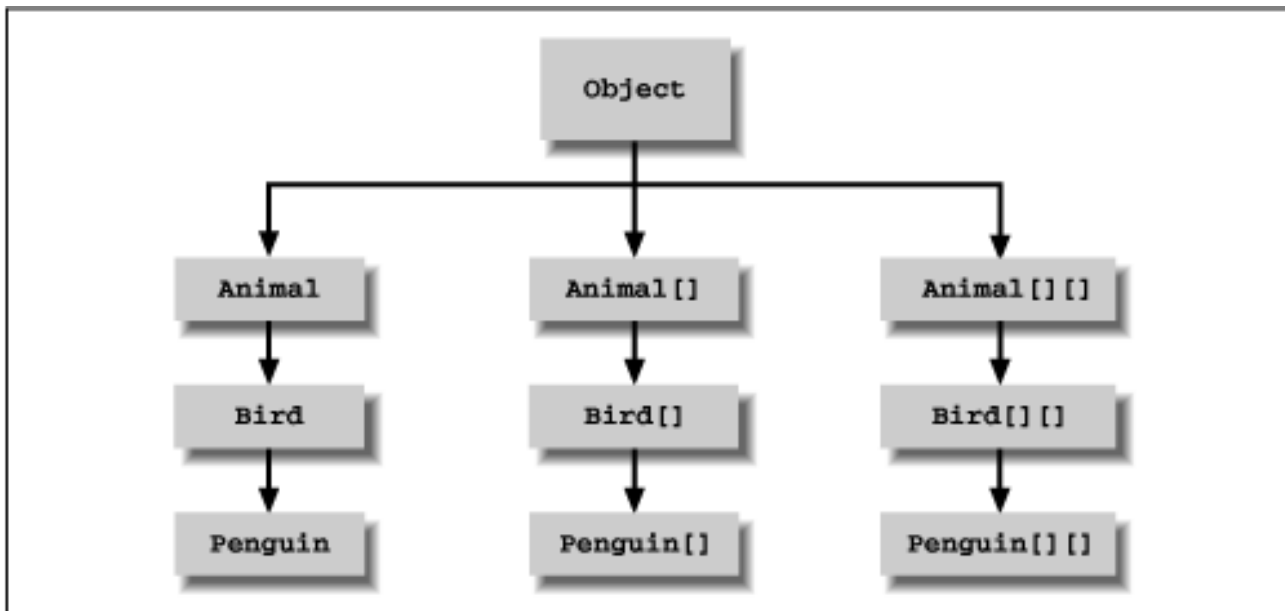 Object
Animal
Animal[]
Animal[][]
Bird
Bird[]
Bird[][]
Penguin
Penguin[]
Penguin[][]